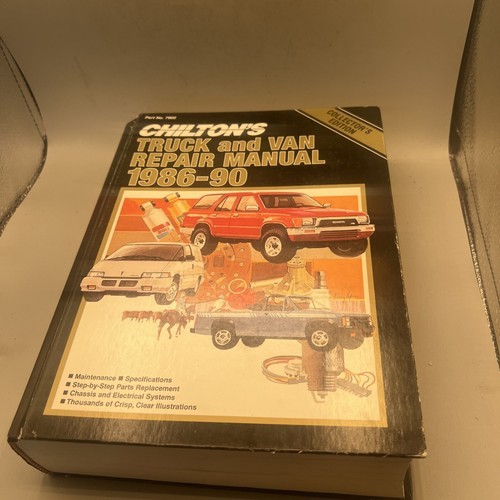 Part No. 7902
COLLECTOR'S
EDITION
CHILTON'S
TRUCK and VAN
REPAIR MANUAL
1986-90
■ Maintenance ■ Specifications
■ Step-by-Step Parts Replacement
■ Chassis and Electrical Systems
■ Thousands of Crisp, Clear Illustrations